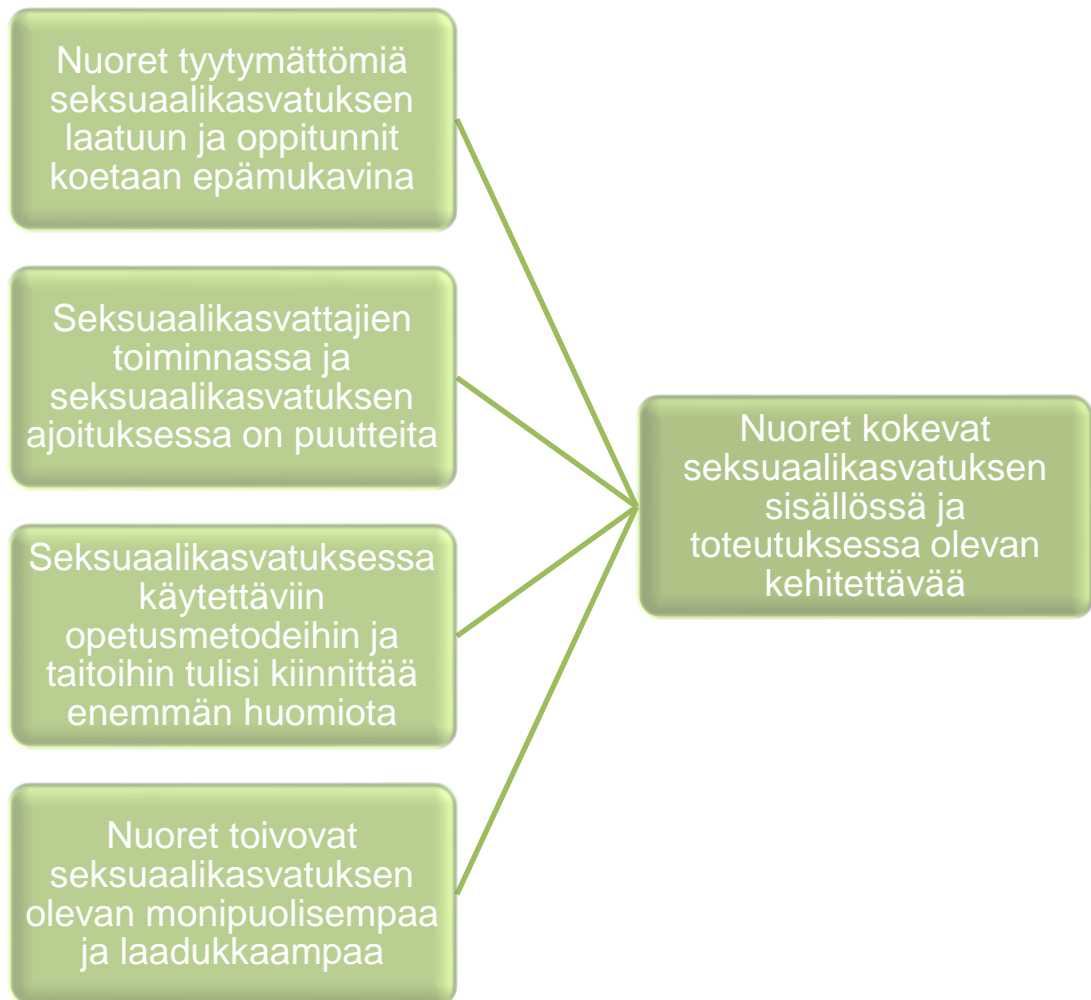 Nuoret tyytymättömiä
seksuaalikasvatuksen
laatuun ja oppitunnit
koetaan epämukavina
Seksuaalikasvattajien
toiminnassa ja
seksuaalikasvatuksen
ajoituksessa on puutteita
Seksuaalikasvatuksessa
käytettäviin
opetusmetodeihin ja
taitoihin tulisi kiinnittää
enemmän huomiota
Nuoret toivovat
seksuaalikasvatuksen
olevan monipuolisempaa
ja laadukkaampaa
Nuoret kokevat
seksuaalikasvatuksen
sisällössä ja
toteutuksessa olevan
kehitettävää